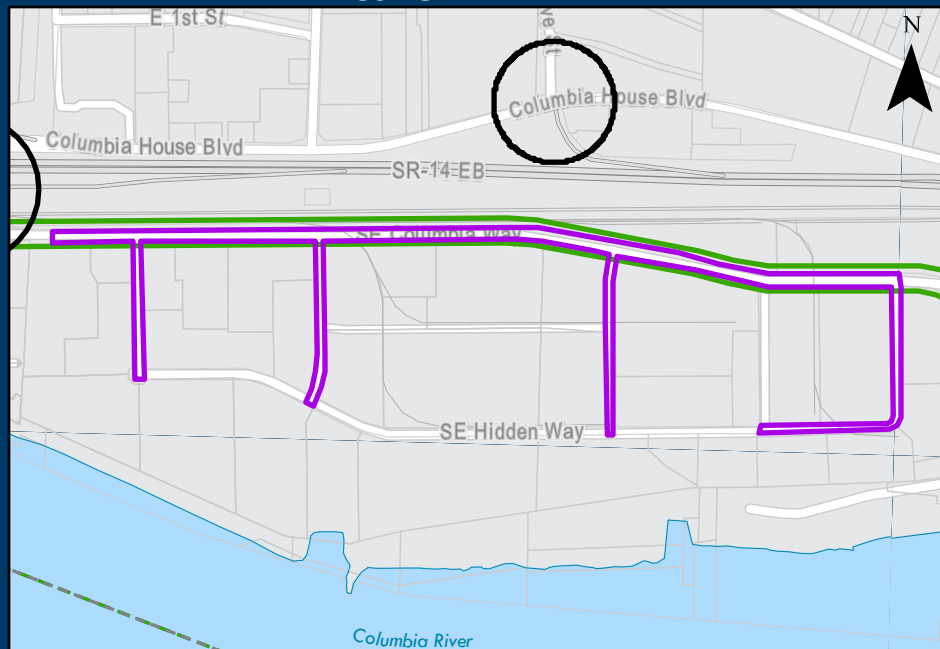 E 1st St
N
Columbia House Blvd
Columbia House Blvd
SR-14 EB
SE Columbia Way
SE Hidden Way
Columbia River